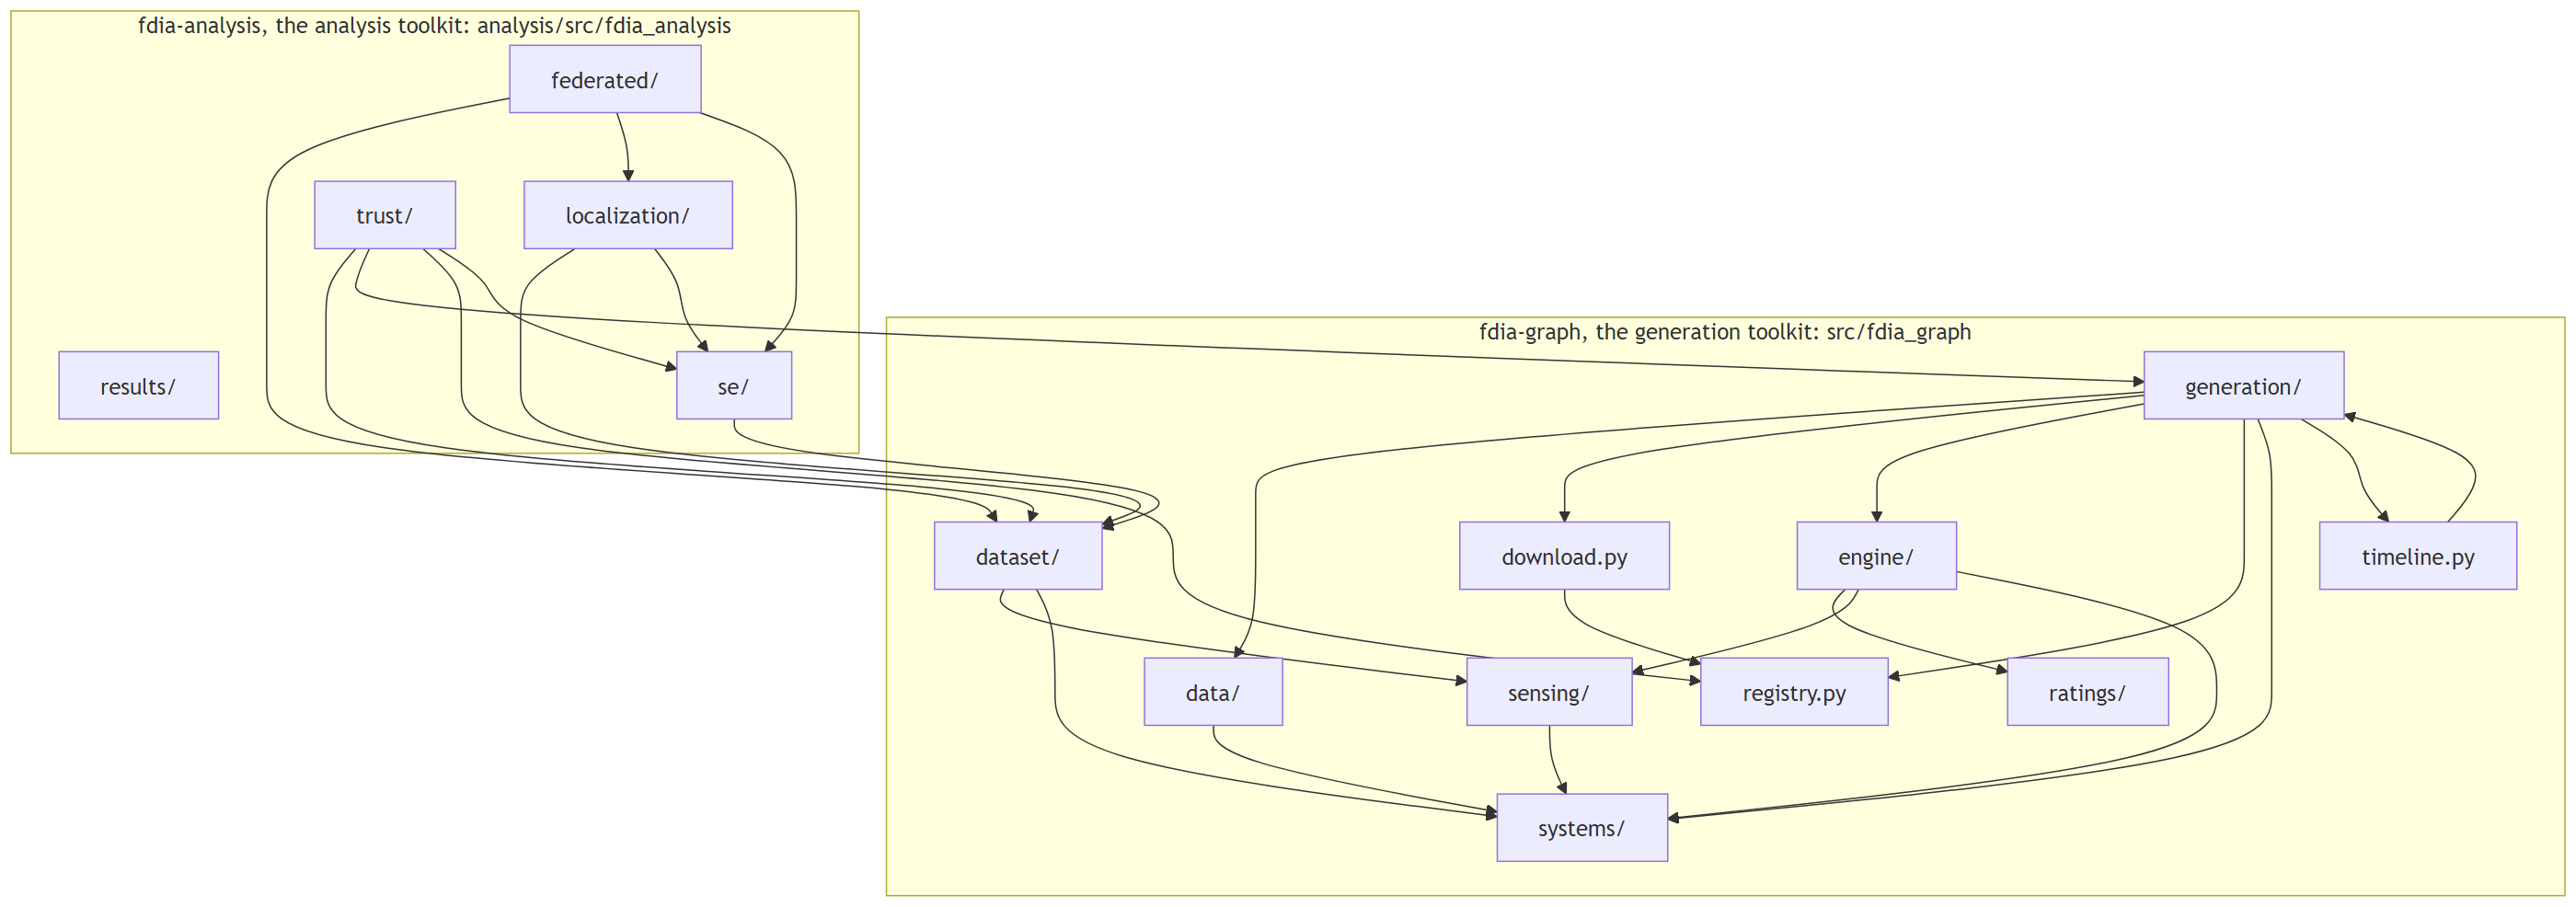 fdia-analysis, the analysis toolkit: analysis/src/fdia_analysis
federated/
trust/
localization/
results/
se/
fdia-graph, the generation toolkit: src/fdia_graph
generation/
dataset/
download.py
engine/
timeline.py
data/
sensing/
registry.py
ratings/
systems/